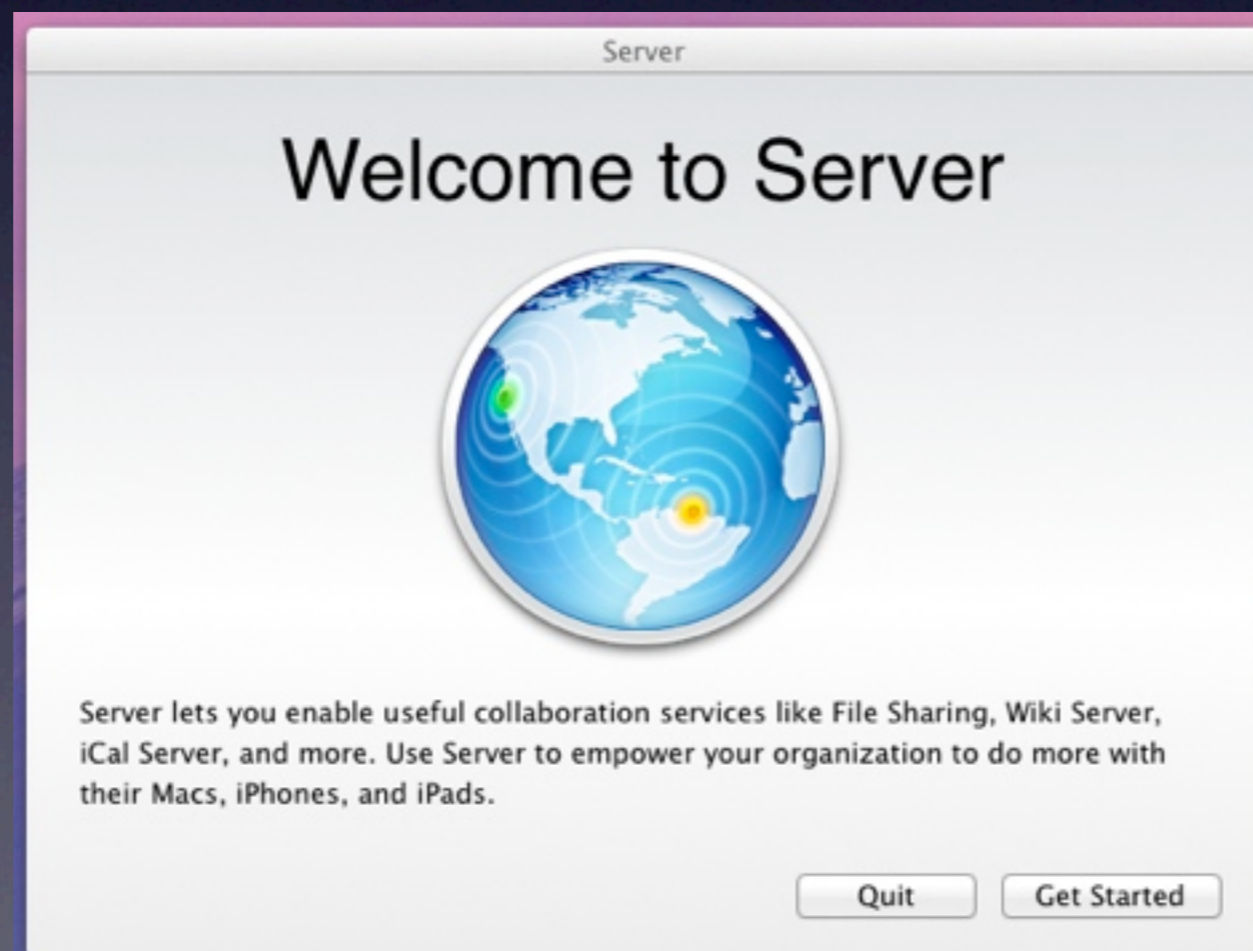 Server
Welcome to Server
Server lets you enable useful collaboration services like File Sharing, Wiki Server,
iCal Server, and more. Use Server to empower your organization to do more with
their Macs, iPhones, and iPads.
Quit
Get Started